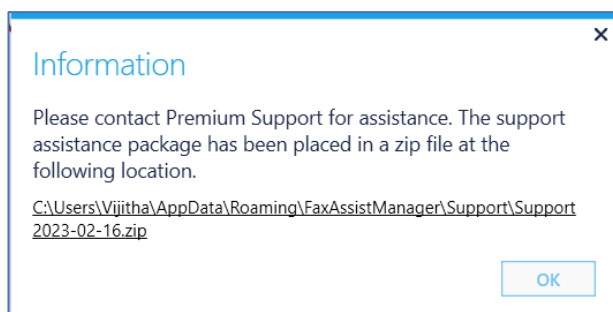 Information
Please contact Premium Support for assistance. The support
assistance package has been placed in a zip file at the
following location.
C:\Users\Vijitha\AppData\Roaming\FaxAssistManager\Support\Support
2023-02-16.zip
OK